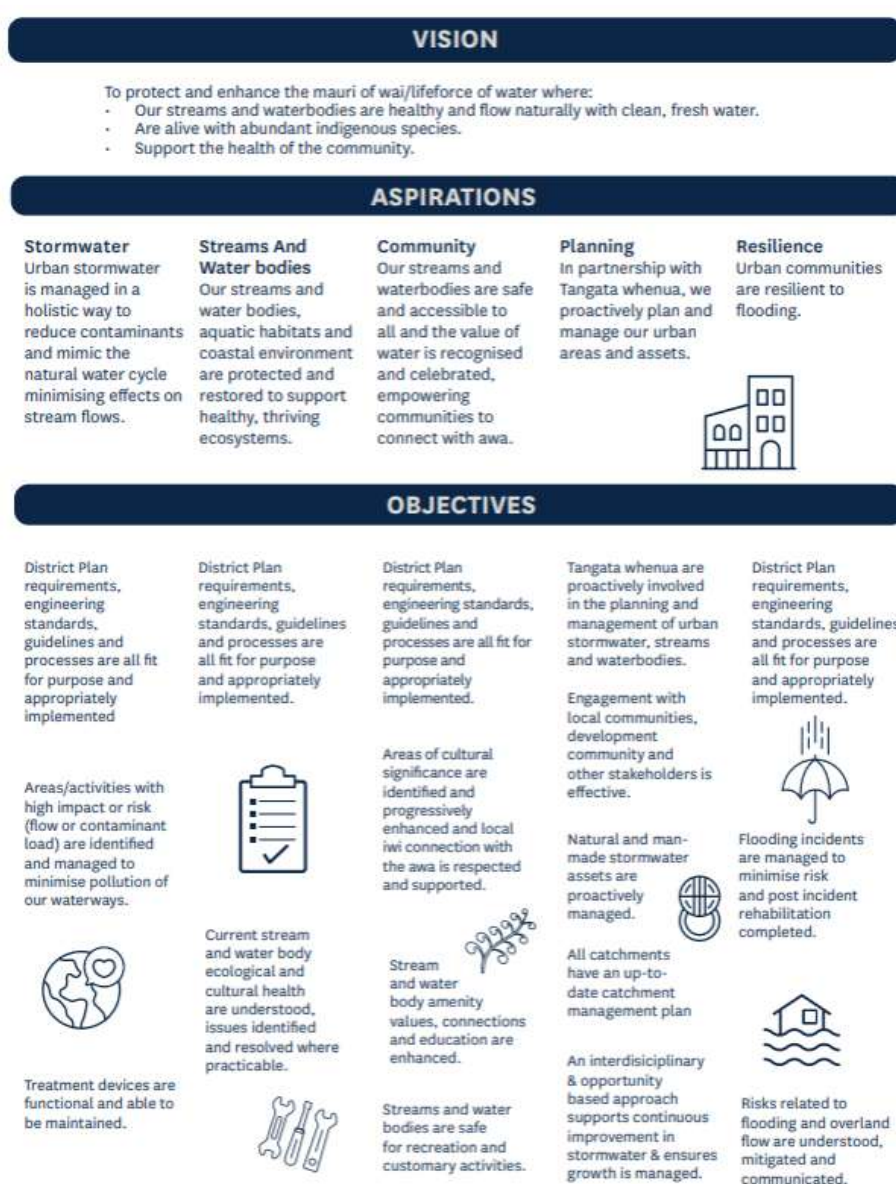 VISION
To protect and enhance the mauri of wai/lifeforce of water where:
· Our streams and waterbodies are healthy and flow naturally with clean, fresh water.
· Are alive with abundant indigenous species.
· Support the health of the community.
ASPIRATIONS
Stormwater
Urban stormwater
is managed in a
holistic way to
reduce contaminants
and mimic the
natural water cycle
minimising effects on
stream flows.
Streams And
Water bodies
Our streams and
water bodies,
aquatic habitats and
coastal environment
are protected and
restored to support
healthy, thriving
ecosystems.
Community
Our streams and
waterbodies are safe
and accessible to
all and the value of
water is recognised
and celebrated,
empowering
communities to
connect with awa.
Planning
In partnership with
Tangata whenua, we
proactively plan and
manage our urban
areas and assets.
Resilience
Urban communities
are resilient to
flooding.
OBJECTIVES
District Plan
requirements,
engineering
standards,
guidelines and
processes are all fit
for purpose and
appropriately
implemented
Areas/activities with
high impact or risk
(flow or contaminant
load) are identified
and managed to
minimise pollution of
our waterways.
Treatment devices are
functional and able to
be maintained.
District Plan
requirements,
engineering
standards, guidelines
and processes are
all fit for purpose
and appropriately
implemented.
Current stream
and water body
ecological and
cultural health
are understood,
issues identified
and resolved where
practicable.
District Plan
requirements,
engineering standards,
guidelines and
processes are all fit for
purpose and
appropriately
implemented.
Areas of cultural
significance are
identified and
progressively
enhanced and local
iwi connection with
the awa is respected
and supported.
Stream
and water
body amenity
values, connections
and education are
enhanced.
Streams and water
bodies are safe
for recreation and
customary activities.
Tangata whenua are
proactively involved
in the planning and
management of urban
stormwater, streams
and waterbodies.
Engagement with
local communities,
development
community and
other stakeholders is
effective.
Natural and man-
made stormwater
assets are
proactively
managed.
All catchments
have an up-to-
date catchment
management plan
An interdisiciplinary
& opportunity
based approach
supports continuous
improvement in
stormwater & ensures
growth is managed.
District Plan
requirements,
engineering
standards, guidelines
and processes are
all fit for purpose
and appropriately
implemented.
Flooding incidents
are managed to
minimise risk
and post incident
rehabilitation
completed.
Risks related to
flooding and overland
flow are understood,
mitigated and
communicated.